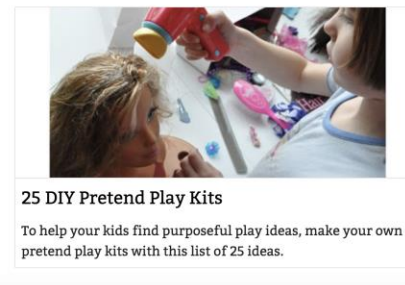 Hair
25 DIY Pretend Play Kits
To help your kids find purposeful play ideas, make your own
pretend play kits with this list of 25 ideas.